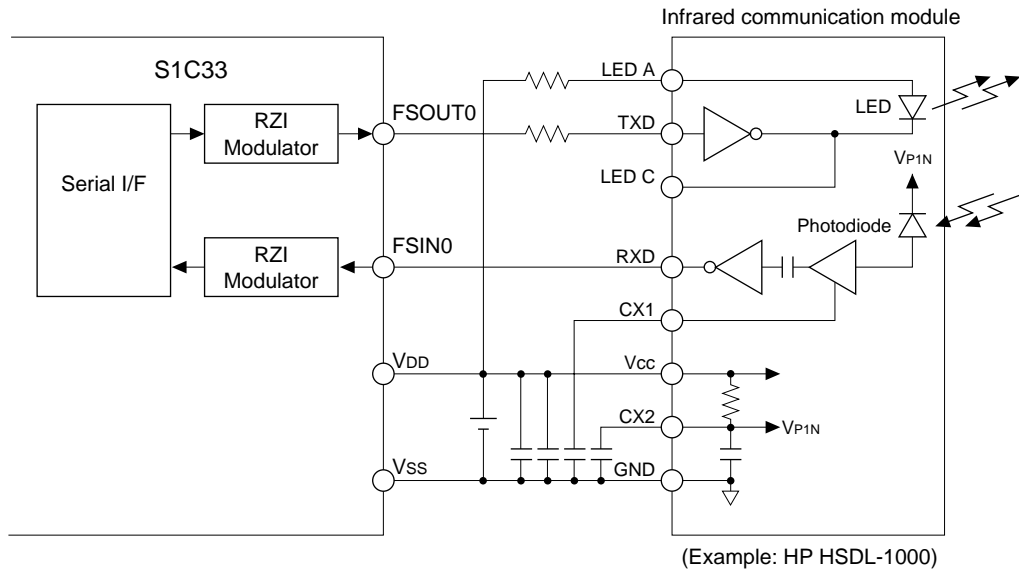 Infrared communication module
S1C33
Serial I/F
RZI
Modulator
RZI
Modulator
FSOUT0
FSIN0
VDD
VSS
LED A
TXD
LED C
RXD
CX1
Vcc
CX2
GND
LED
VP1N
Photodiode
VP1N
(Example: HP HSDL-1000)